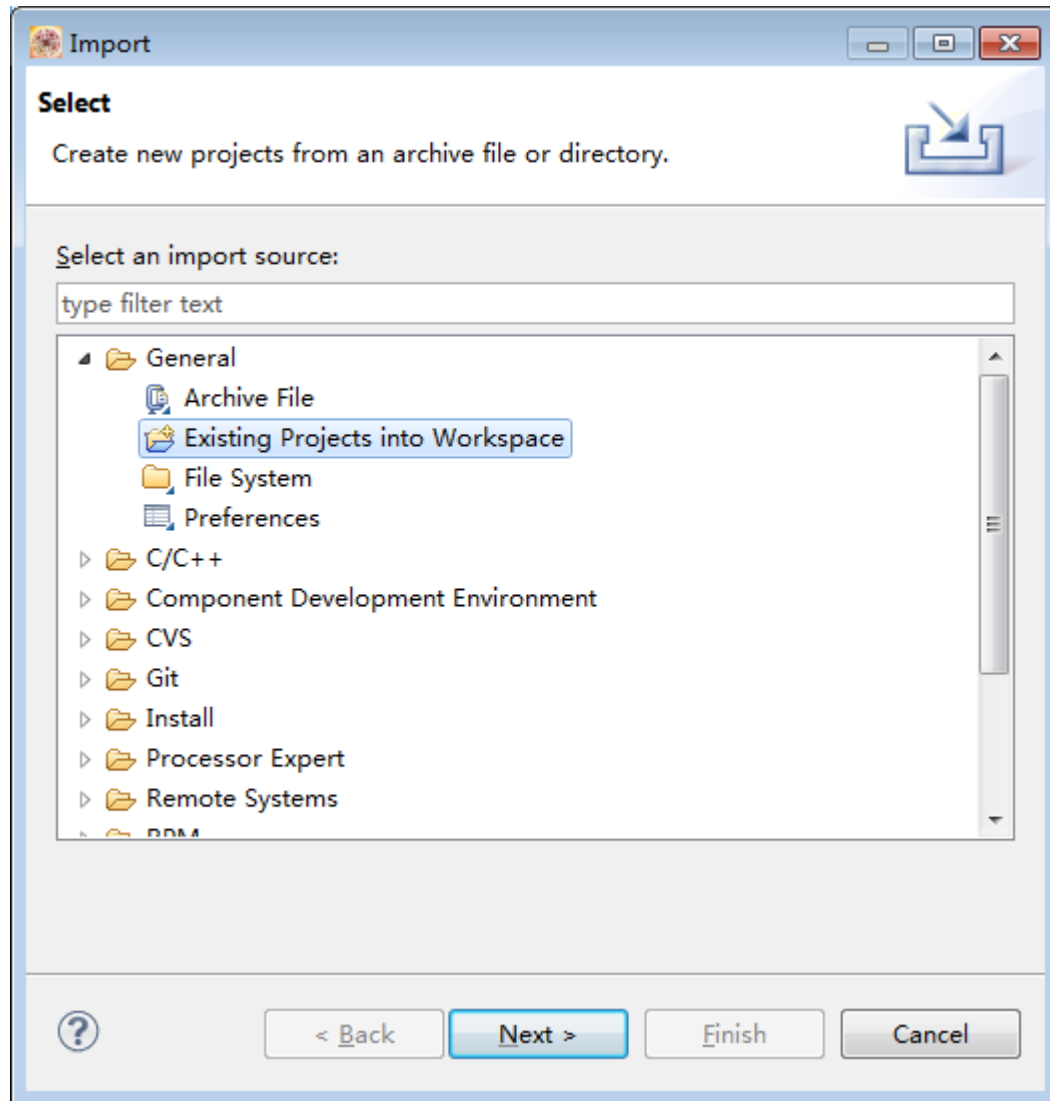 Import
Select
Create new projects from an archive file or directory.
Select an import source:
type filter text
General
Archive File
Existing Projects into Workspace
File System
Preferences
C/C++
Component Development Environment
CVS
Git
Install
Processor Expert
Remote Systems
RPM
? < Back Next > Finish Cancel